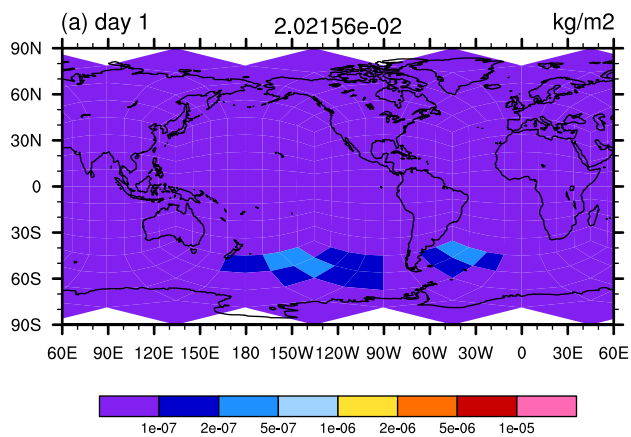 (a) day 1 2.02156e-02 kg/m2
90N
60N
30N
0
30S
60S
90S
60E 90E 120E 150E 180 150W 120W 90W 60W 30W 0 30E 60E
1e-07 2e-07 5e-07 1e-06 2e-06 5e-06 1e-05